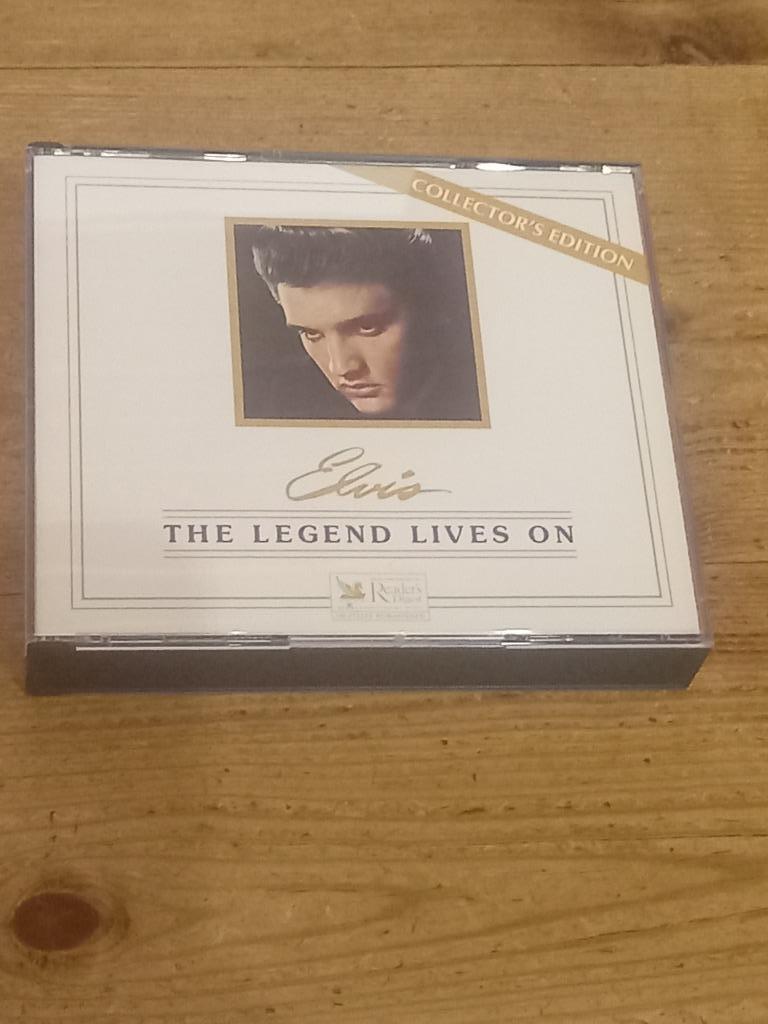 COLLECTOR'S EDITION
Elvis
THE LEGEND LIVES ON
Reader's
Digest